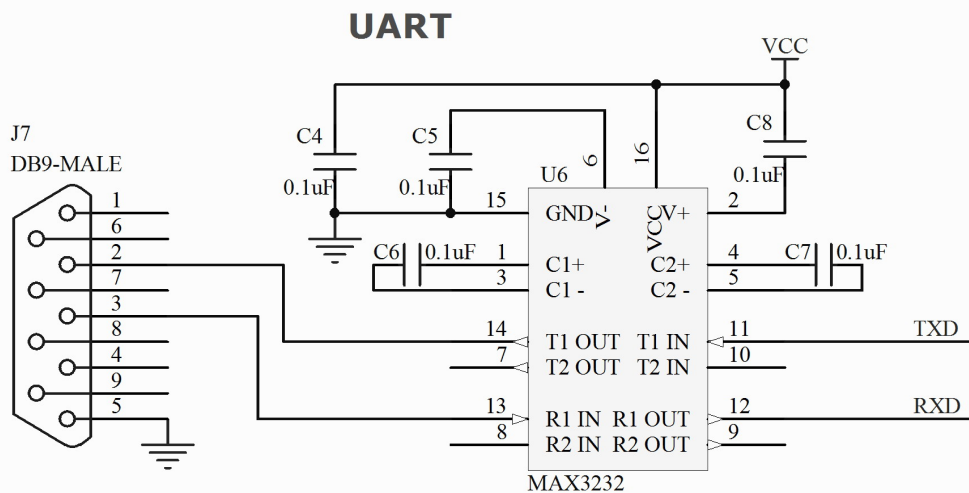 UART
VCC
J7
DB9-MALE
C4
0.1uF
C5
0.1uF
C8
0.1uF
6
16
U6
1
6
2
7
3
8
4
9
5
15 GND V- VCC V+ 2
C6 0.1uF 1 C1+ C2+ 4 C7 0.1uF
3 C1 - C2 - 5
14 T1 OUT T1 IN 11 TXD
7 T2 OUT T2 IN 10
13 R1 IN R1 OUT 12 RXD
8 R2 IN R2 OUT 9
MAX3232